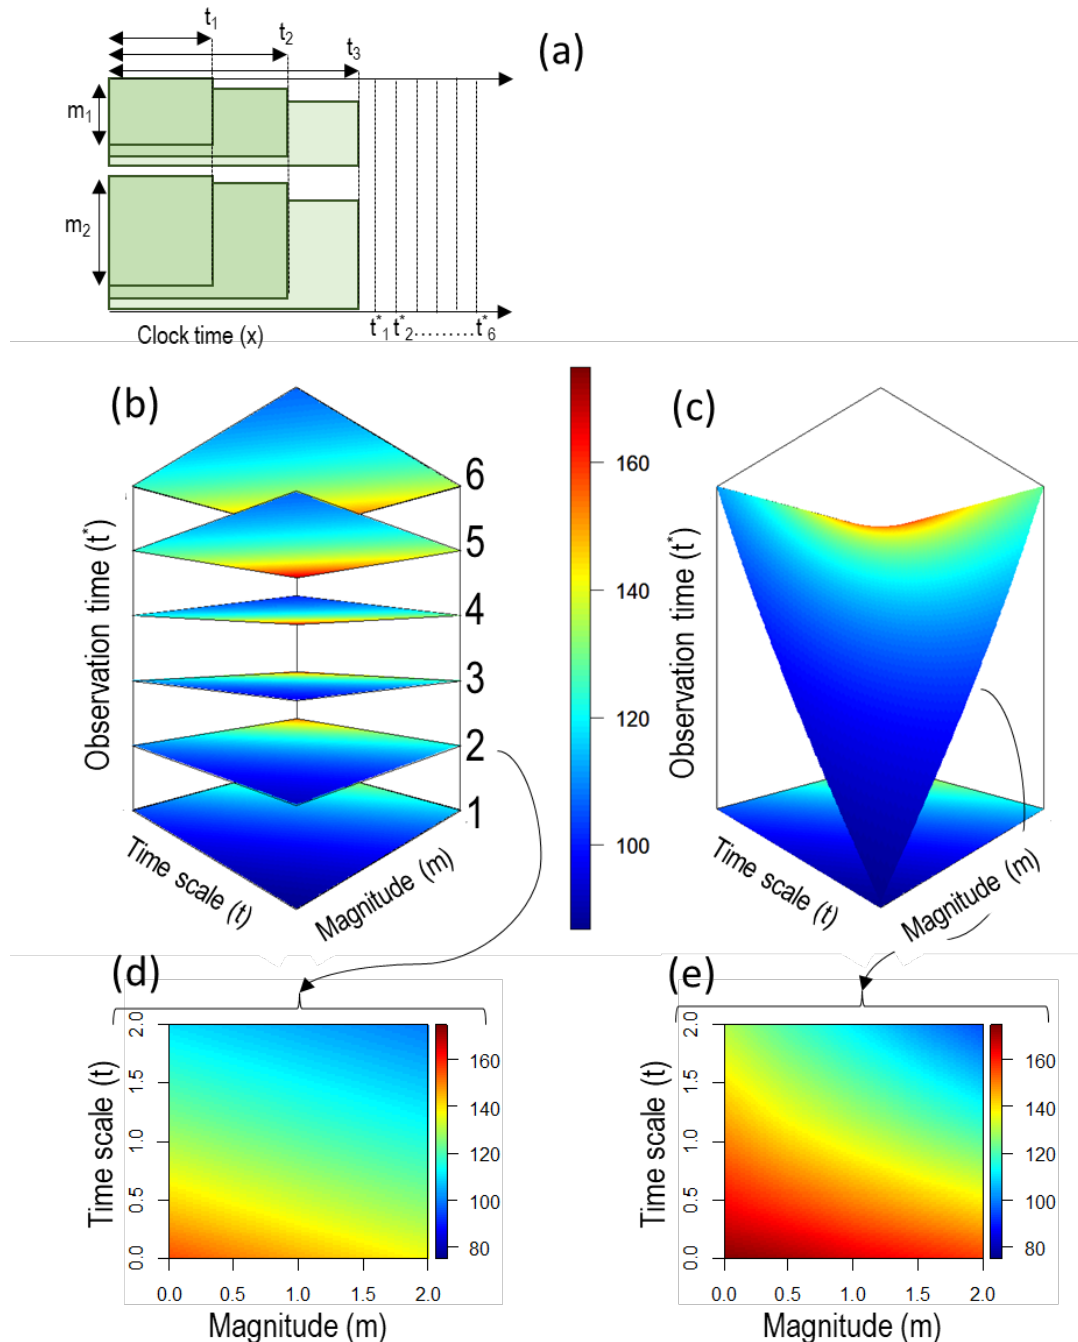 t1
t2
t3
(a)
m1
m2
Clock time (x)
t*1 t*2 ......... t*6
(b)
(c)
6
5
4
3
2
1
Observation time (t*)
Time scale (t)
Magnitude (m)
160
140
120
100
Observation time (t*)
Time scale (t)
Magnitude (m)
(d)
(e)
Time scale (t)
2.0
1.5
1.0
0.5
0.0
0.0 0.5 1.0 1.5 2.0
Magnitude (m)
160
140
120
100
80
Time scale (t)
2.0
1.5
1.0
0.5
0.0
0.0 1.0 2.0
Magnitude (m)
160
140
120
100
80